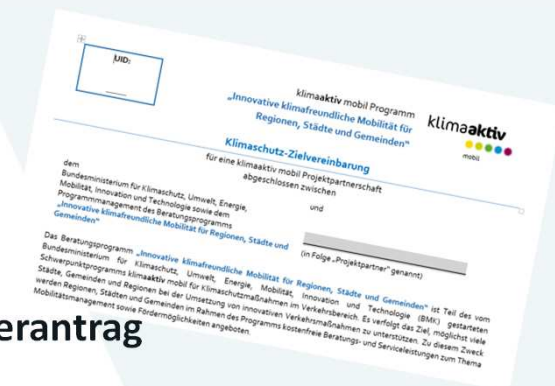 UID:
klimaaktiv mobil Programm
„Innovative klimafreundliche Mobilität für
Regionen, Städte und Gemeinden“
klimaaktiv
mobil
Klimaschutz-Zielvereinbarung
für eine klimaaktiv mobil Projektpartnerschaft
abgeschlossen zwischen
dem
Bundesministerium für Klimaschutz, Umwelt, Energie,
Mobilität, Innovation und Technologie sowie dem
Programmmanagement des Beratungsprogramms
„Innovative klimafreundliche Mobilität für Regionen, Städte und
Gemeinden“
und
(in Folge „Projektpartner“ genannt)
Das Beratungsprogramm „Innovative klimafreundliche Mobilität für Regionen, Städte und Gemeinden“ ist Teil des vom
Bundesministerium für Klimaschutz, Umwelt, Energie, Mobilität, Innovation und Technologie (BMK) gestarteten
Schwerpunktprogramms klimaaktiv mobil für Klimaschutzmaßnahmen im Verkehrsbereich. Es verfolgt das Ziel, möglichst viele
Städte, Gemeinden und Regionen bei der Umsetzung von innovativen Verkehrsmaßnahmen zu unterstützen. Zu diesem Zweck
werden Regionen, Städten und Gemeinden im Rahmen des Programms kostenfreie Beratungs- und Serviceleistungen zum Thema
Mobilitätsmanagement sowie Fördermöglichkeiten angeboten.
erantrag